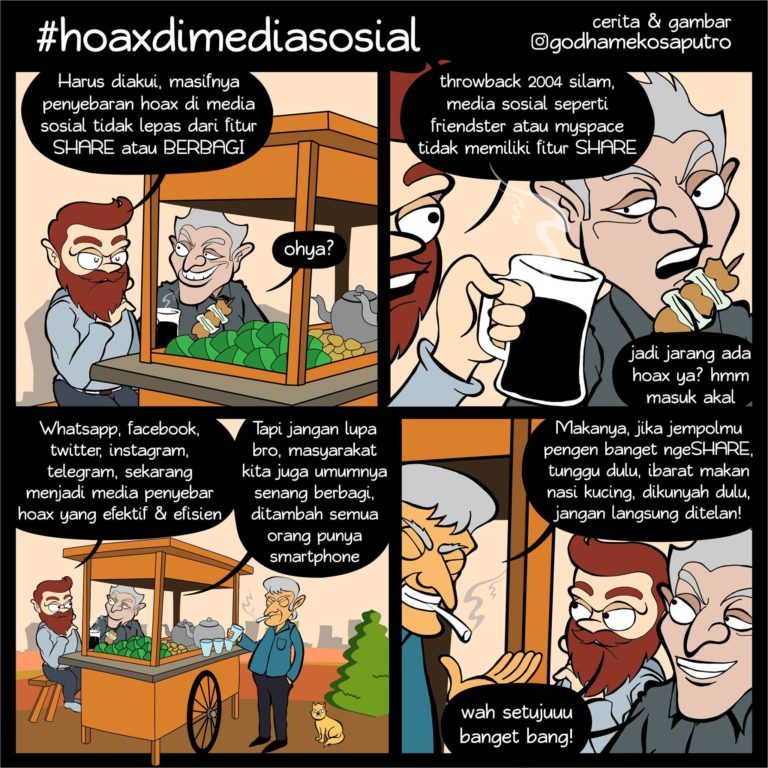 #hoaxdimediasosial
cerita & gambar
@godhamekosaputro
Harus diakui, masifnya
penyebaran hoax di media
sosial tidak lepas dari fitur
SHARE atau BERBAGI
ohya?
throwback 2004 silam,
media sosial seperti
friendster atau myspace
tidak memiliki fitur SHARE
jadi jarang ada
hoax ya? hmm
masuk akal
Whatsapp, facebook,
twitter, instagram,
telegram, sekarang
menjadi media penyebar
hoax yang efektif & efisien
Tapi jangan lupa
bro, masyarakat
kita juga umumnya
senang berbagi,
ditambah semua
orang punya
smartphone
Makanya, jika jempolmu
pengen banget ngeSHARE,
tunggu dulu, ibarat makan
nasi kucing, dikunyah dulu,
jangan langsung ditelan!
wah setujuuu
banget bang!